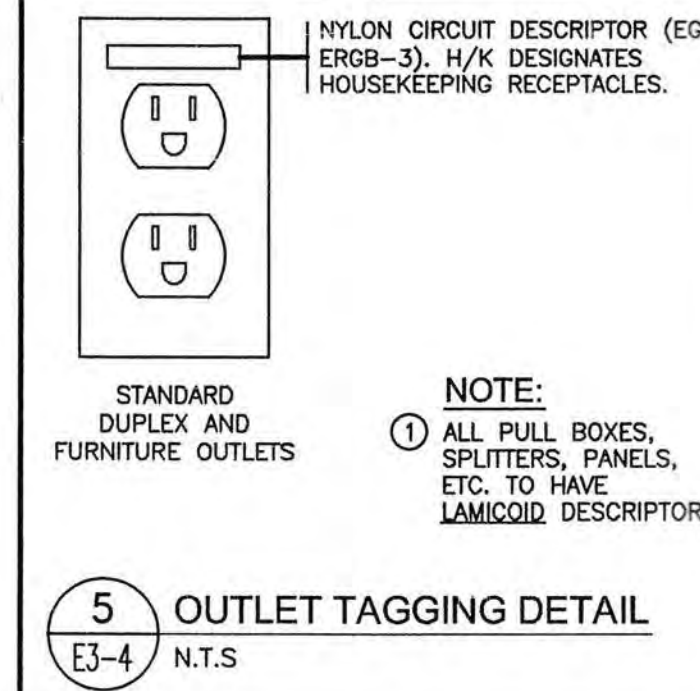 NYLON CIRCUIT DESCRIPTOR (EG
ERGB-3). H/K DESIGNATES
HOUSEKEEPING RECEPTACLES.
STANDARD
DUPLEX AND
FURNITURE OUTLETS
NOTE:
1 ALL PULL BOXES,
SPLITTERS, PANELS,
ETC. TO HAVE
LAMICOID DESCRIPTOR
5 OUTLET TAGGING DETAIL
E3-4 N.T.S